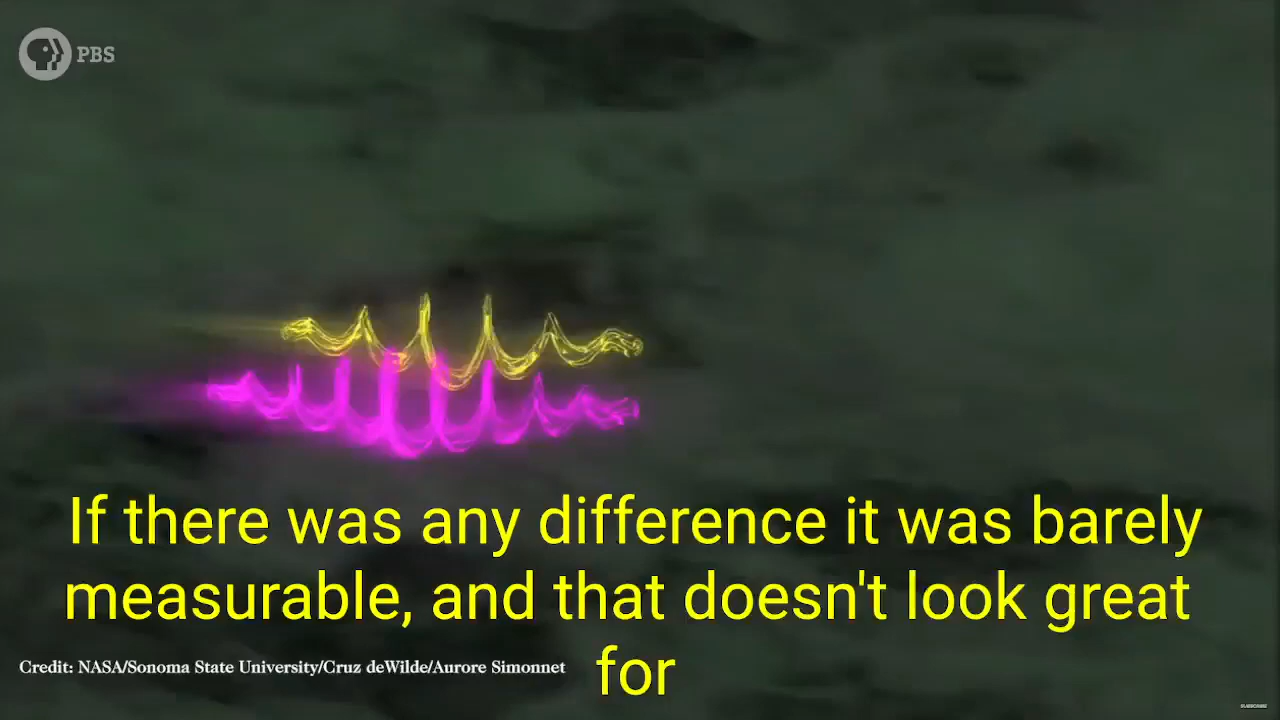 PBS
If there was any difference it was barely
measurable, and that doesn't look great
for
Credit: NASA/Sonoma State University/Cruz deWilde/Aurore Simonnet